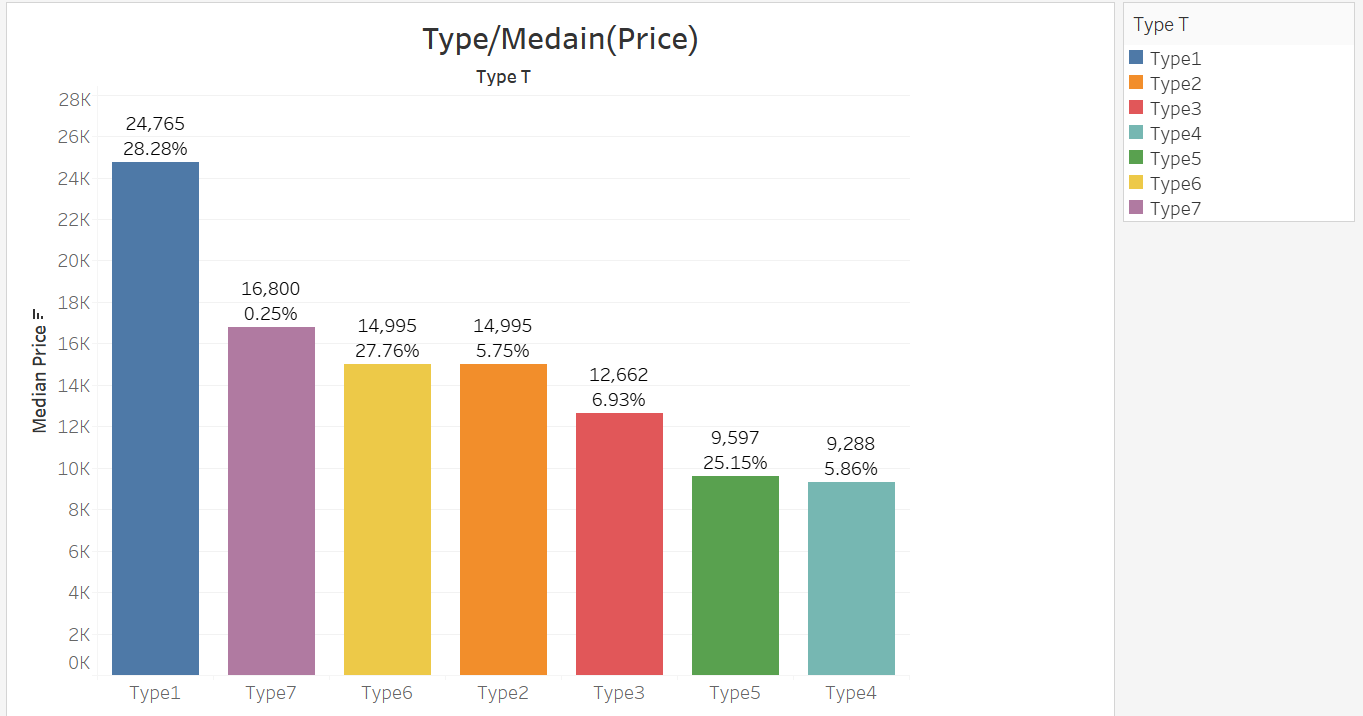 Type/Medain(Price)
Type T
Median Price
28K
26K
24K
22K
20K
18K
16K
14K
12K
10K
8K
6K
4K
2K
0K
24,765
28.28%
16,800
0.25%
14,995
27.76%
14,995
5.75%
12,662
6.93%
9,597
25.15%
9,288
5.86%
Type1
Type7
Type6
Type2
Type3
Type5
Type4
Type T
Type1
Type2
Type3
Type4
Type5
Type6
Type7